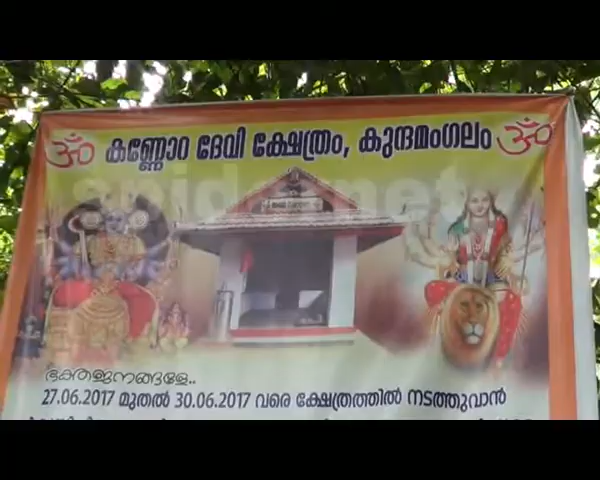 ॐ കണ്ണോറ ദേവി ക്ഷേത്രം, കുന്ദമംഗലം ॐ
ഭക്തജനങ്ങളേ..
27.06.2017 മുതൽ 30.06.2017 വരെ ക്ഷേത്രത്തിൽ നടത്തുവാൻ